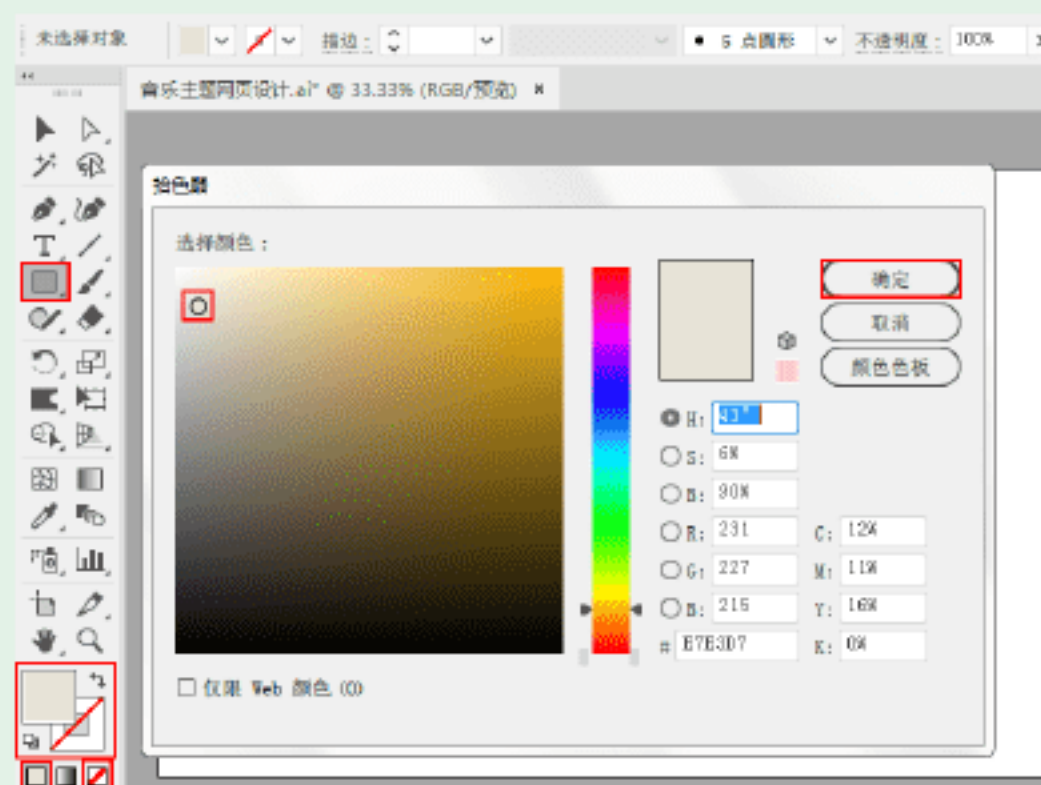 未选择对象 描边： 5 点圆形 不透明度： 100%
音乐主题网页设计.ai* @ 33.33% (RGB/预览) ×
拾色器
选择颜色：
确定
取消
颜色色板
H: 43°
S: 6%
B: 90%
R: 231 C: 12%
G: 227 M: 11%
B: 215 Y: 16%
# E7E3D7 K: 0%
仅限 Web 颜色 (O)